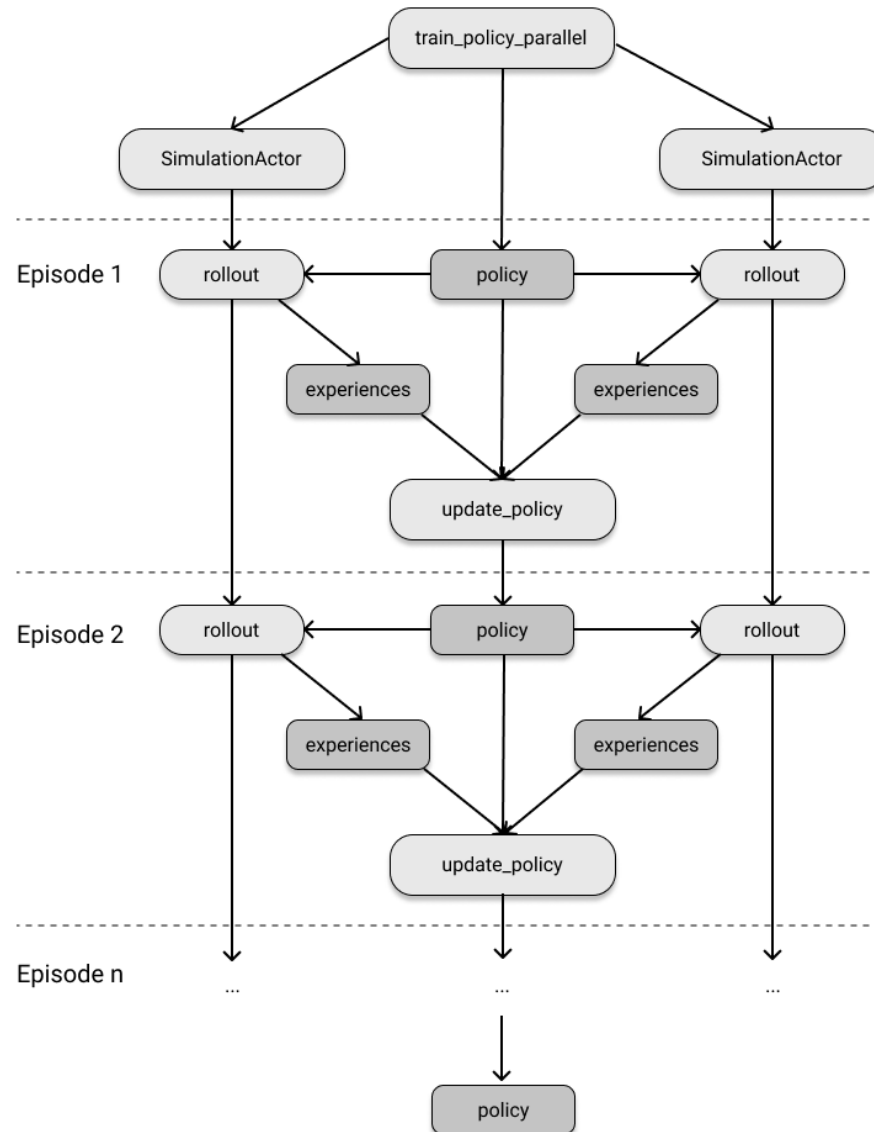 train_policy_parallel
SimulationActor
SimulationActor
Episode 1
rollout
policy
rollout
experiences
experiences
update_policy
Episode 2
rollout
policy
rollout
experiences
experiences
update_policy
Episode n
...
...
...
policy